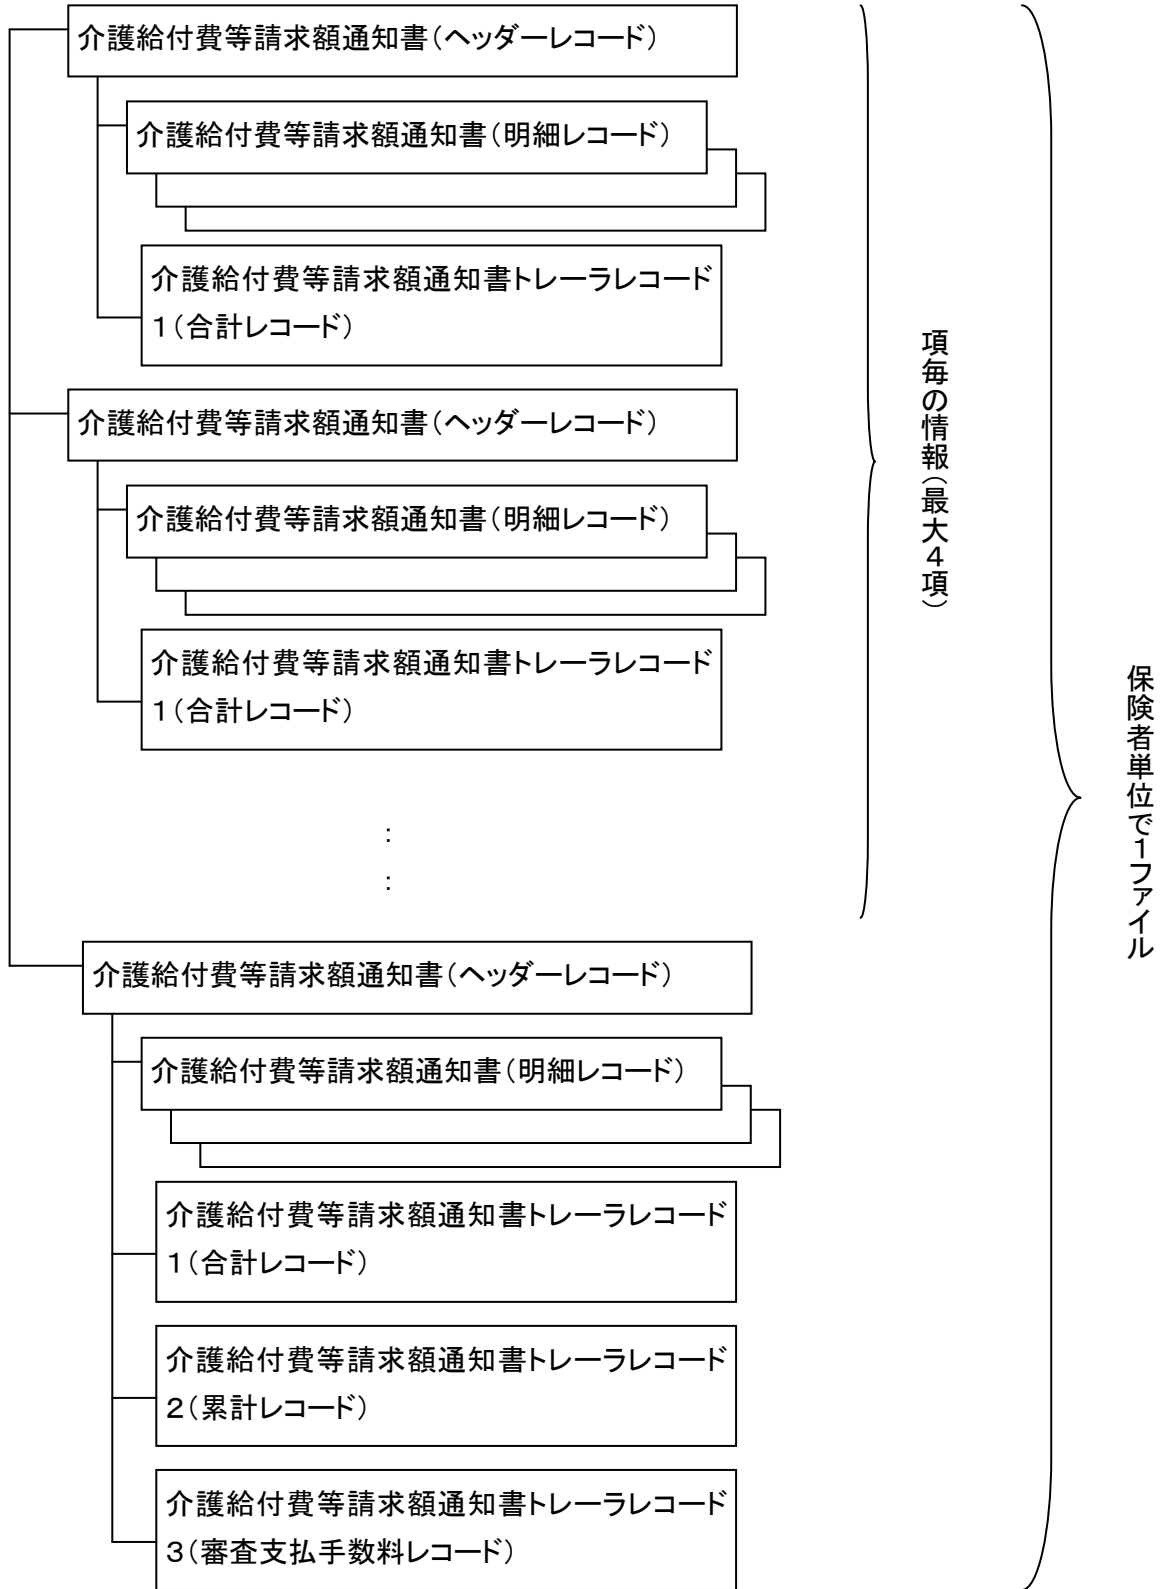 介護給付費等請求額通知書（ヘッダーレコード）
介護給付費等請求額通知書（明細レコード）
介護給付費等請求額通知書トレーラレコード
１（合計レコード）
介護給付費等請求額通知書（ヘッダーレコード）
介護給付費等請求額通知書（明細レコード）
介護給付費等請求額通知書トレーラレコード
１（合計レコード）
：
：
介護給付費等請求額通知書（ヘッダーレコード）
介護給付費等請求額通知書（明細レコード）
介護給付費等請求額通知書トレーラレコード
１（合計レコード）
介護給付費等請求額通知書トレーラレコード
２（累計レコード）
介護給付費等請求額通知書トレーラレコード
３（審査支払手数料レコード）
項毎の情報（最大４項）
保険者単位で１ファイル